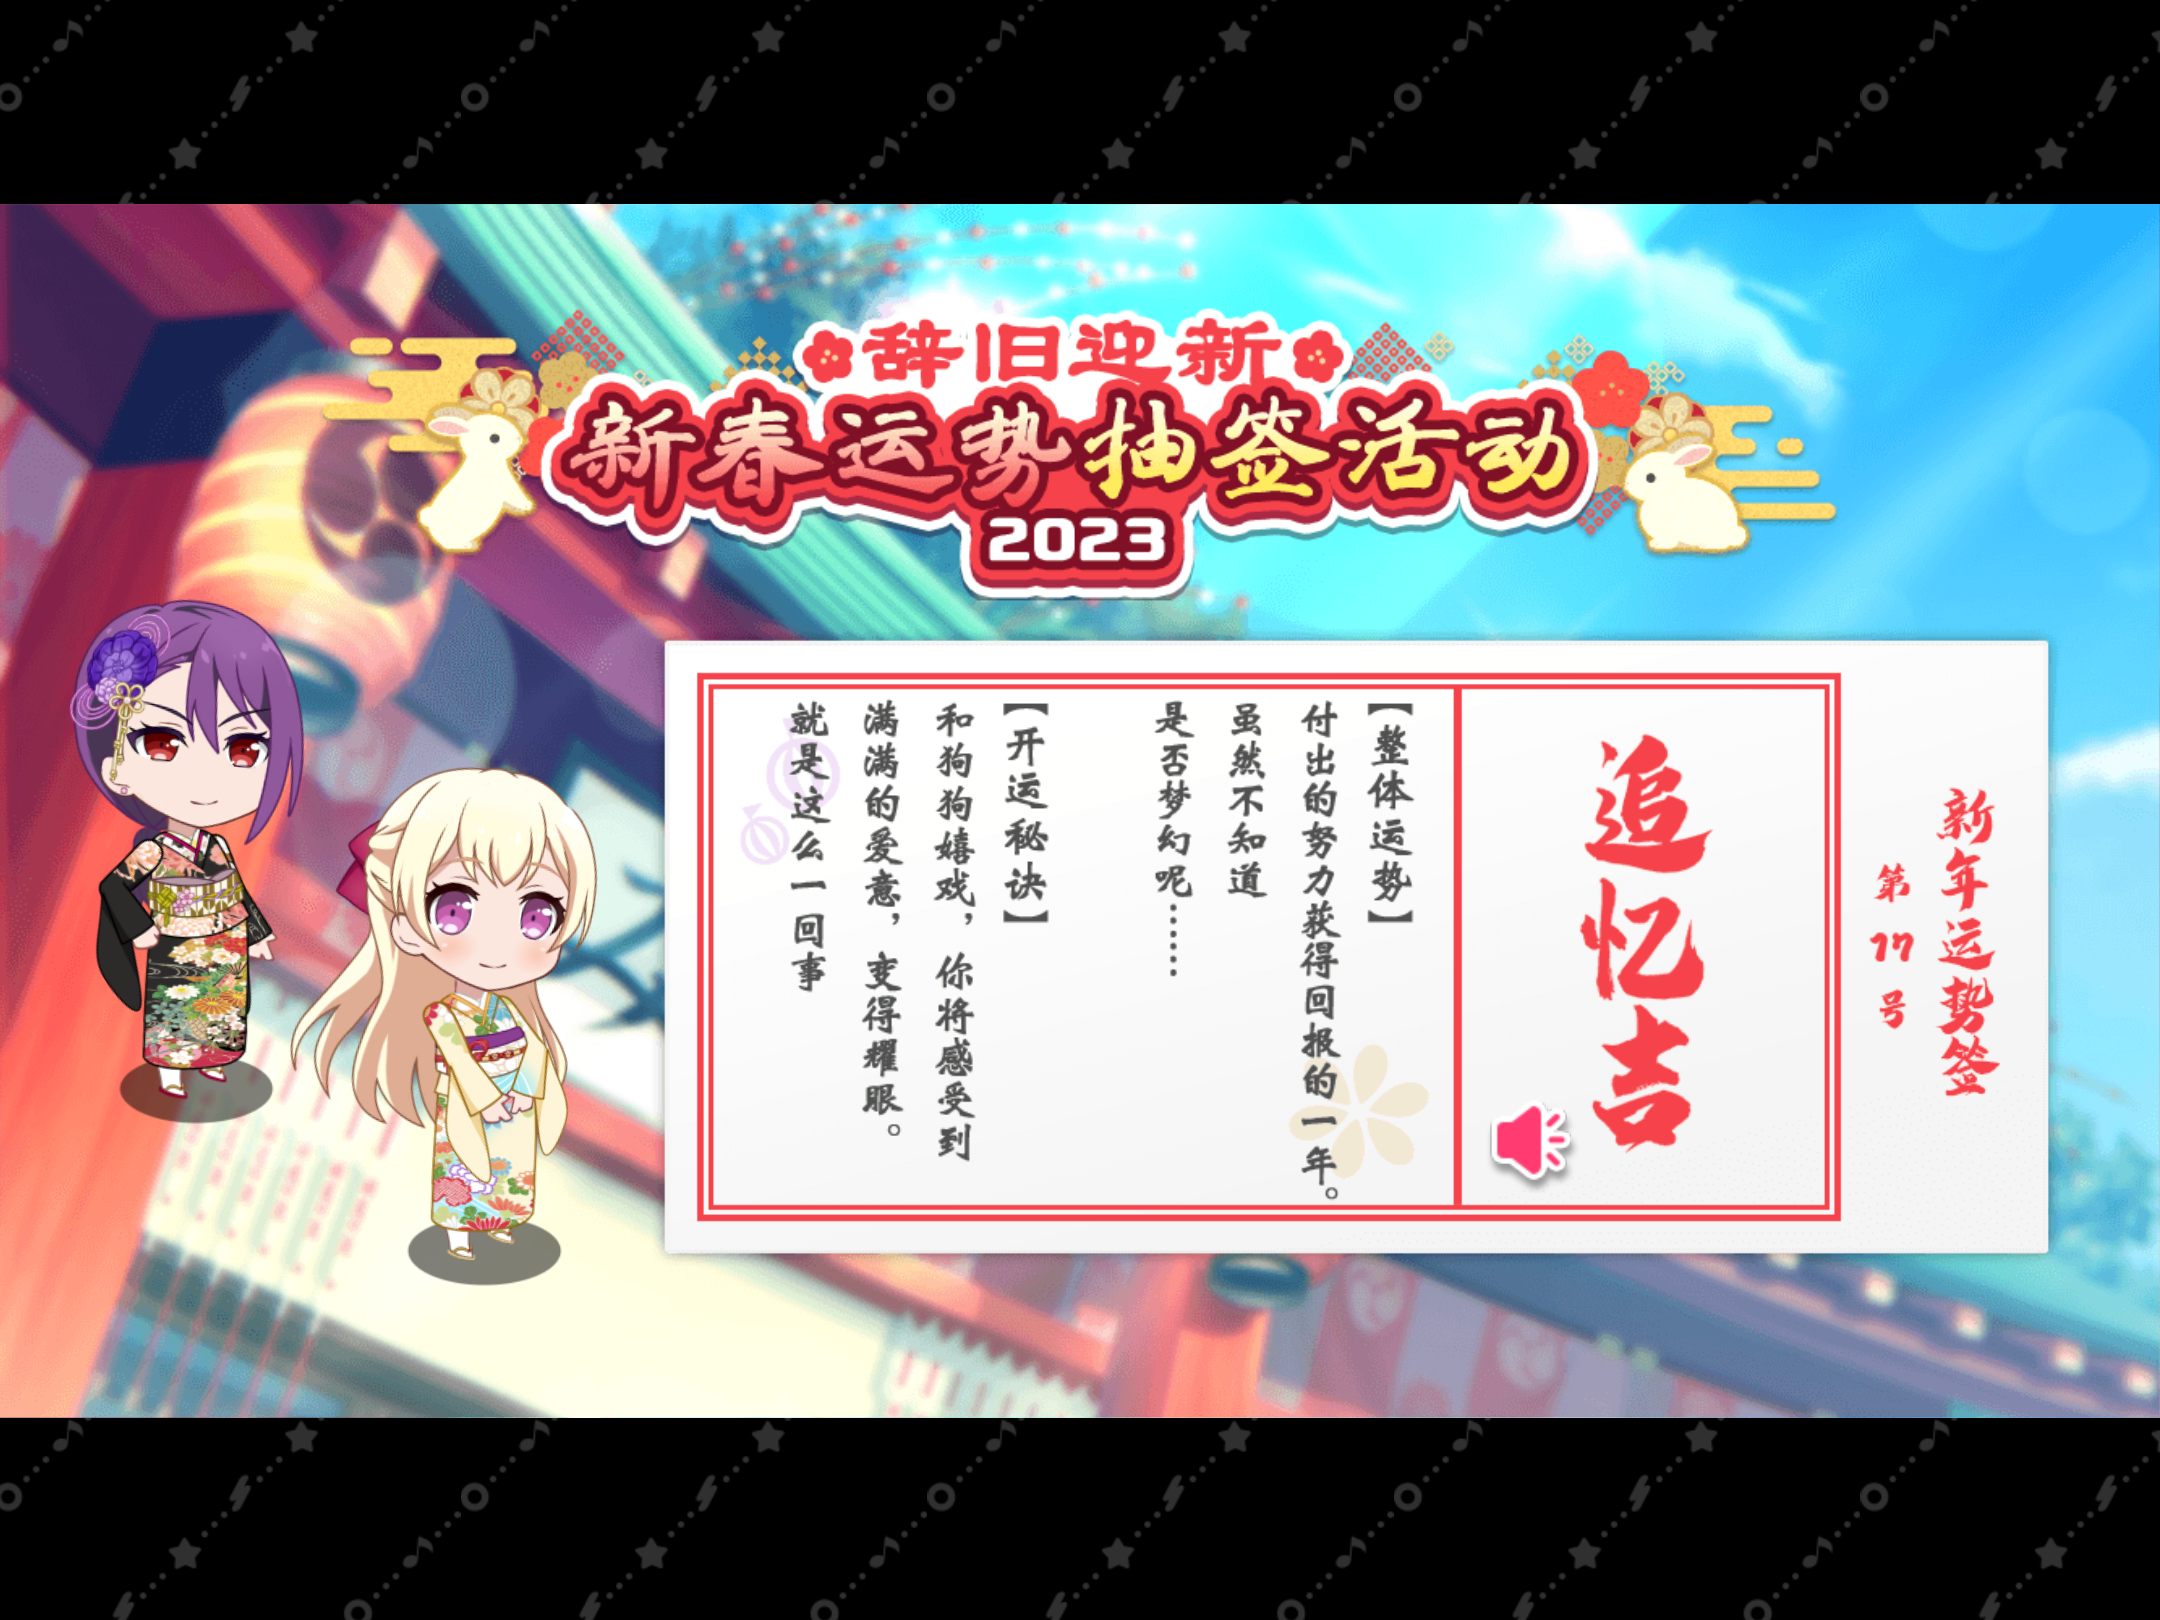 辞旧迎新
新春运势抽签活动
2023
新年运势签
第17号
追忆吉
【整体运势】
付出的努力获得回报的一年。
虽然不知道
是否梦幻呢……
【开运秘诀】
和狗狗嬉戏，你将感受到
满满的爱意，变得耀眼。
就是这么一回事